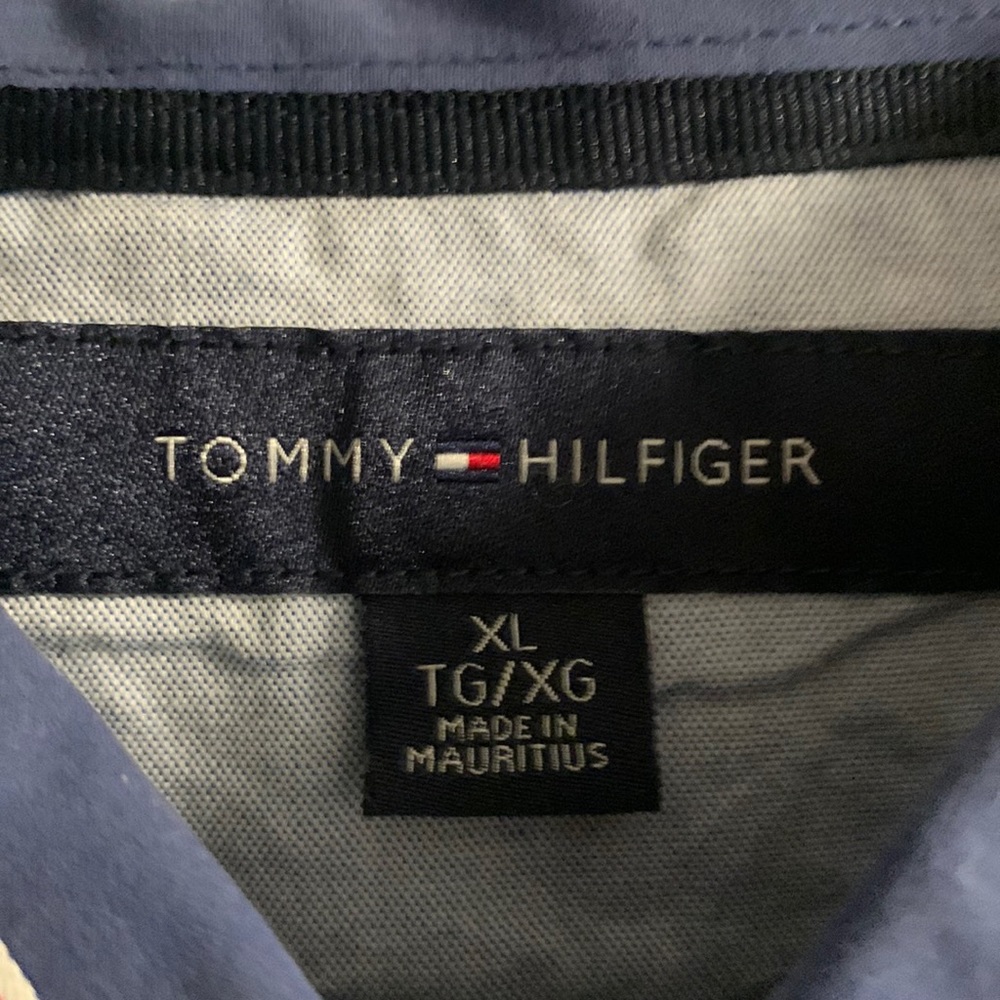 TOMMY HILFIGER
XL
TG/XG
MADE IN
MAURITIUS